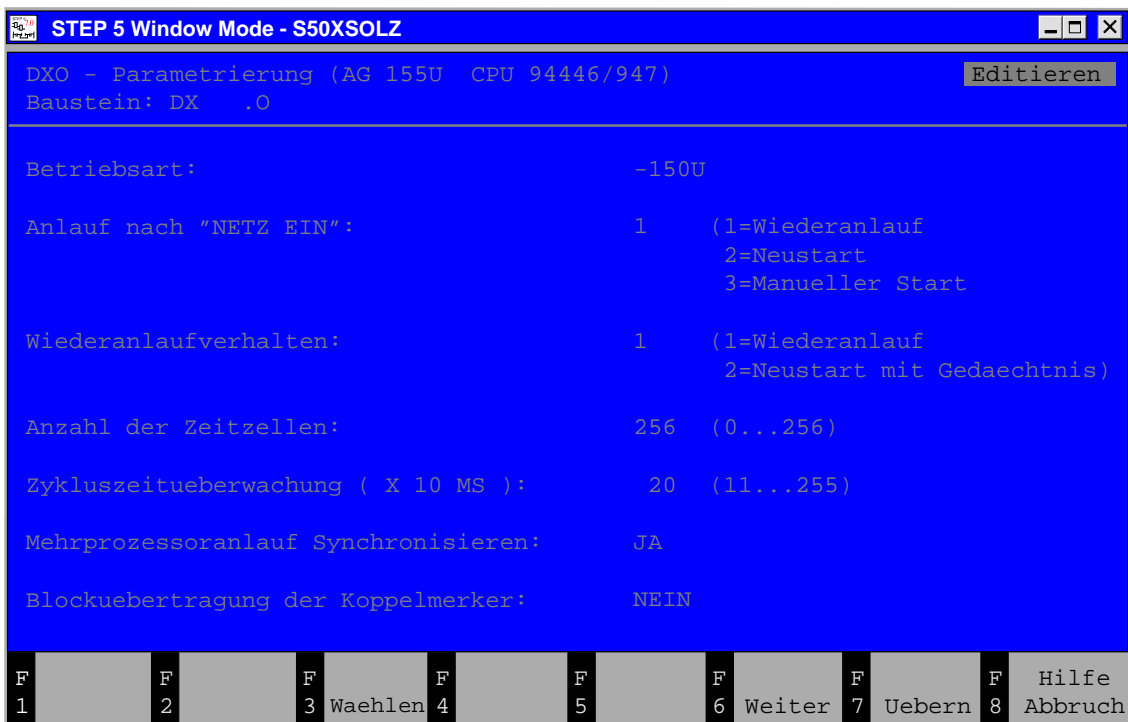 STEP 5 Window Mode - S50XSOLZ
DXO - Parametrierung (AG 155U CPU 94446/947) Editieren
Baustein: DX .O
Betriebsart: -150U
Anlauf nach "NETZ EIN": 1 (1=Wiederanlauf
2=Neustart
3=Manueller Start
Wiederanlaufverhalten: 1 (1=Wiederanlauf
2=Neustart mit Gedaechtnis)
Anzahl der Zeitzellen: 256 (0...256)
Zykluszeitueberwachung ( X 10 MS ): 20 (11...255)
Mehrprozessoranlauf Synchronisieren: JA
Blockuebertragung der Koppelmerker: NEIN
F F F F F F F F Hilfe
1 2 3 Waehlen 4 5 6 Weiter 7 Uebern 8 Abbruch